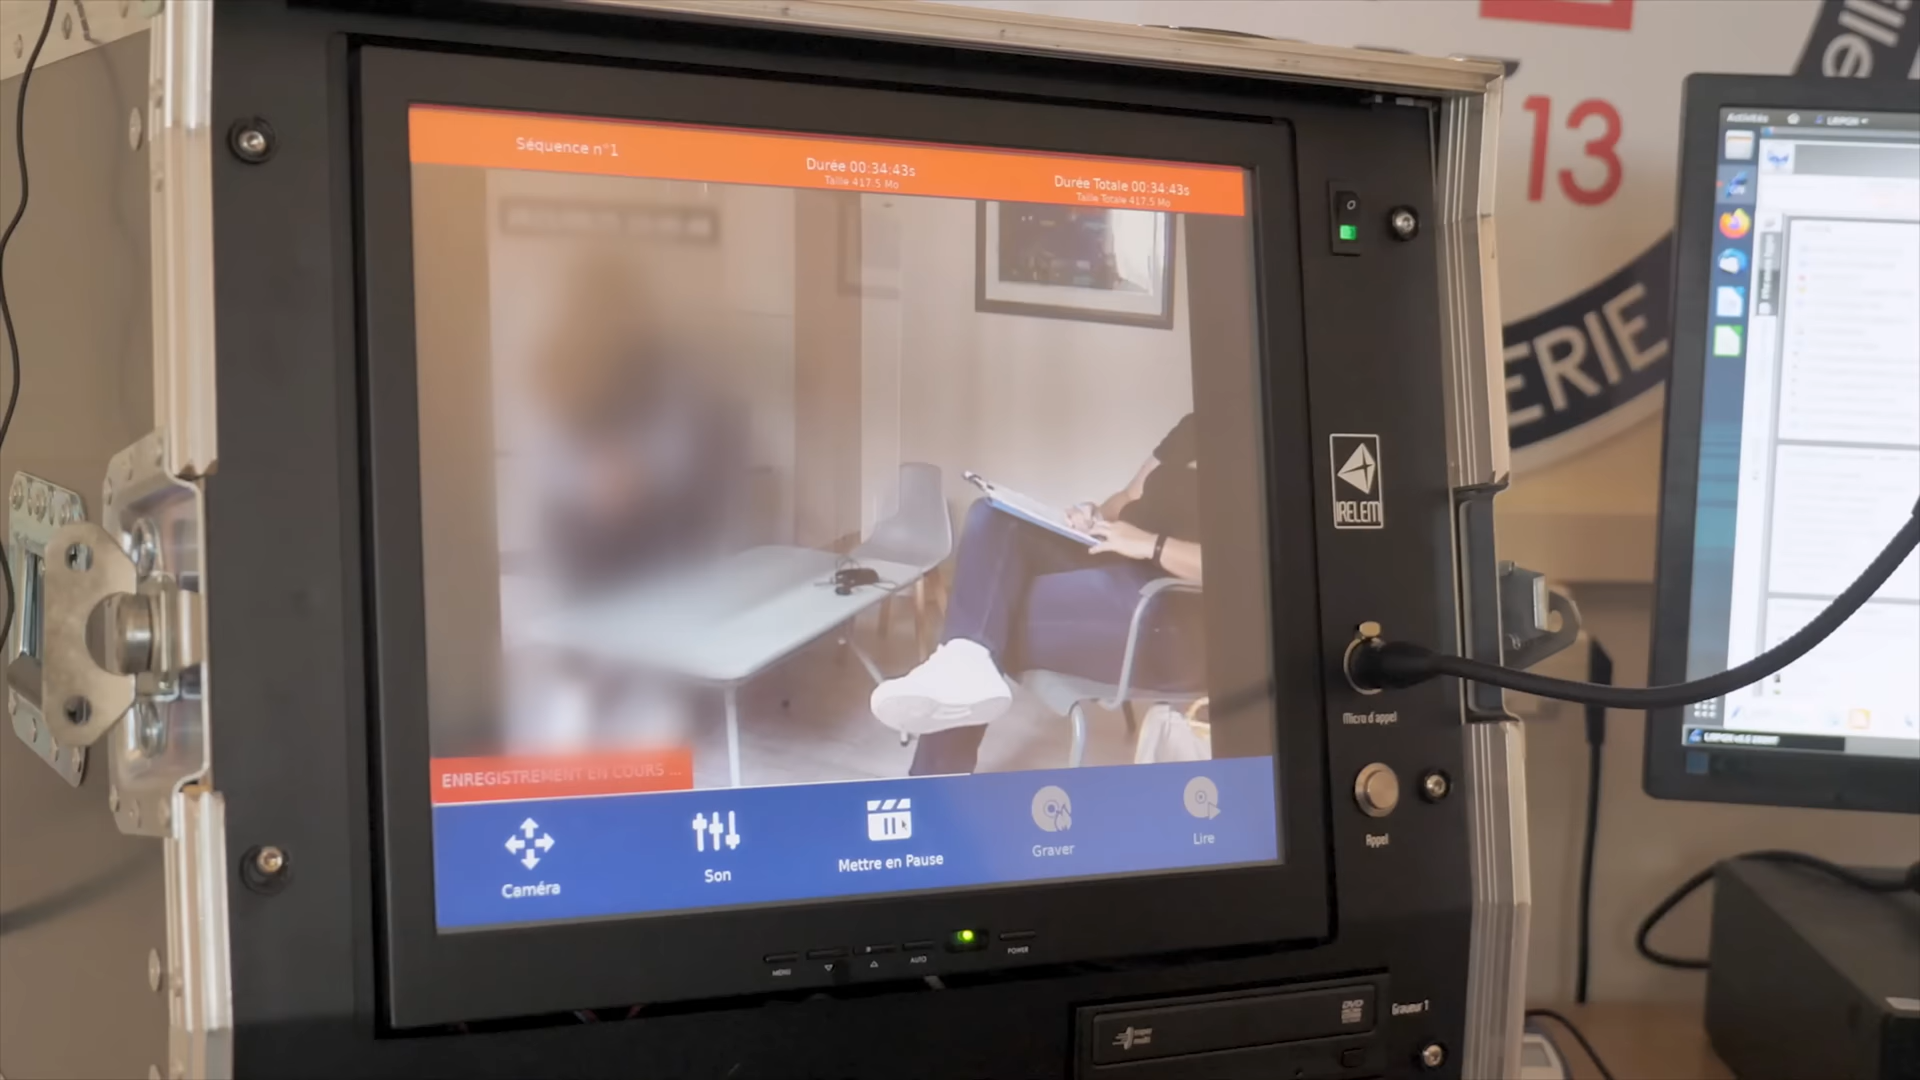 Séquence n°1
Durée 00:34:43s
Taille 417.5 Mo
Durée Totale 00:34:43s
Taille Totale 417.5 Mo
ENREGISTREMENT EN COURS ...
Caméra
Son
Mettre en Pause
Graver
Lire
MENU
AUTO
POWER
IRELEM
Micro d'appel
Appel
Graveur 1
DVD
13
ERIE
ille
Activités